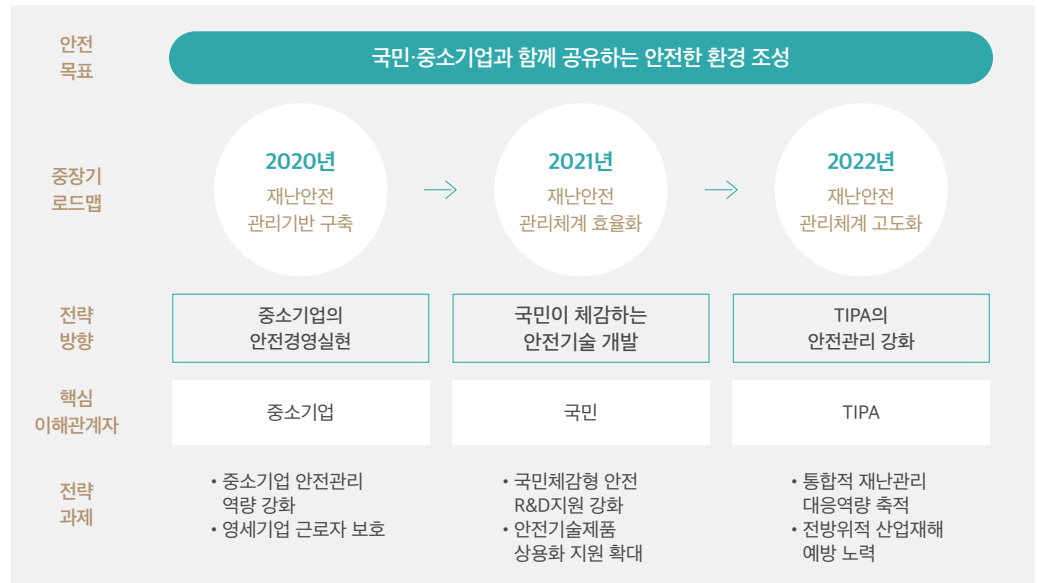 안전
목표
국민·중소기업과 함께 공유하는 안전한 환경 조성
중장기
로드맵
2020년
재난안전
관리기반 구축
→
2021년
재난안전
관리체계 효율화
→
2022년
재난안전
관리체계 고도화
전략
방향
중소기업의
안전경영실현
국민이 체감하는
안전기술 개발
TIPA의
안전관리 강화
핵심
이해관계자
중소기업
국민
TIPA
전략
과제
• 중소기업 안전관리
역량 강화
• 영세기업 근로자 보호
• 국민체감형 안전
R&D지원 강화
• 안전기술제품
상용화 지원 확대
• 통합적 재난관리
대응역량 축적
• 전방위적 산업재해
예방 노력